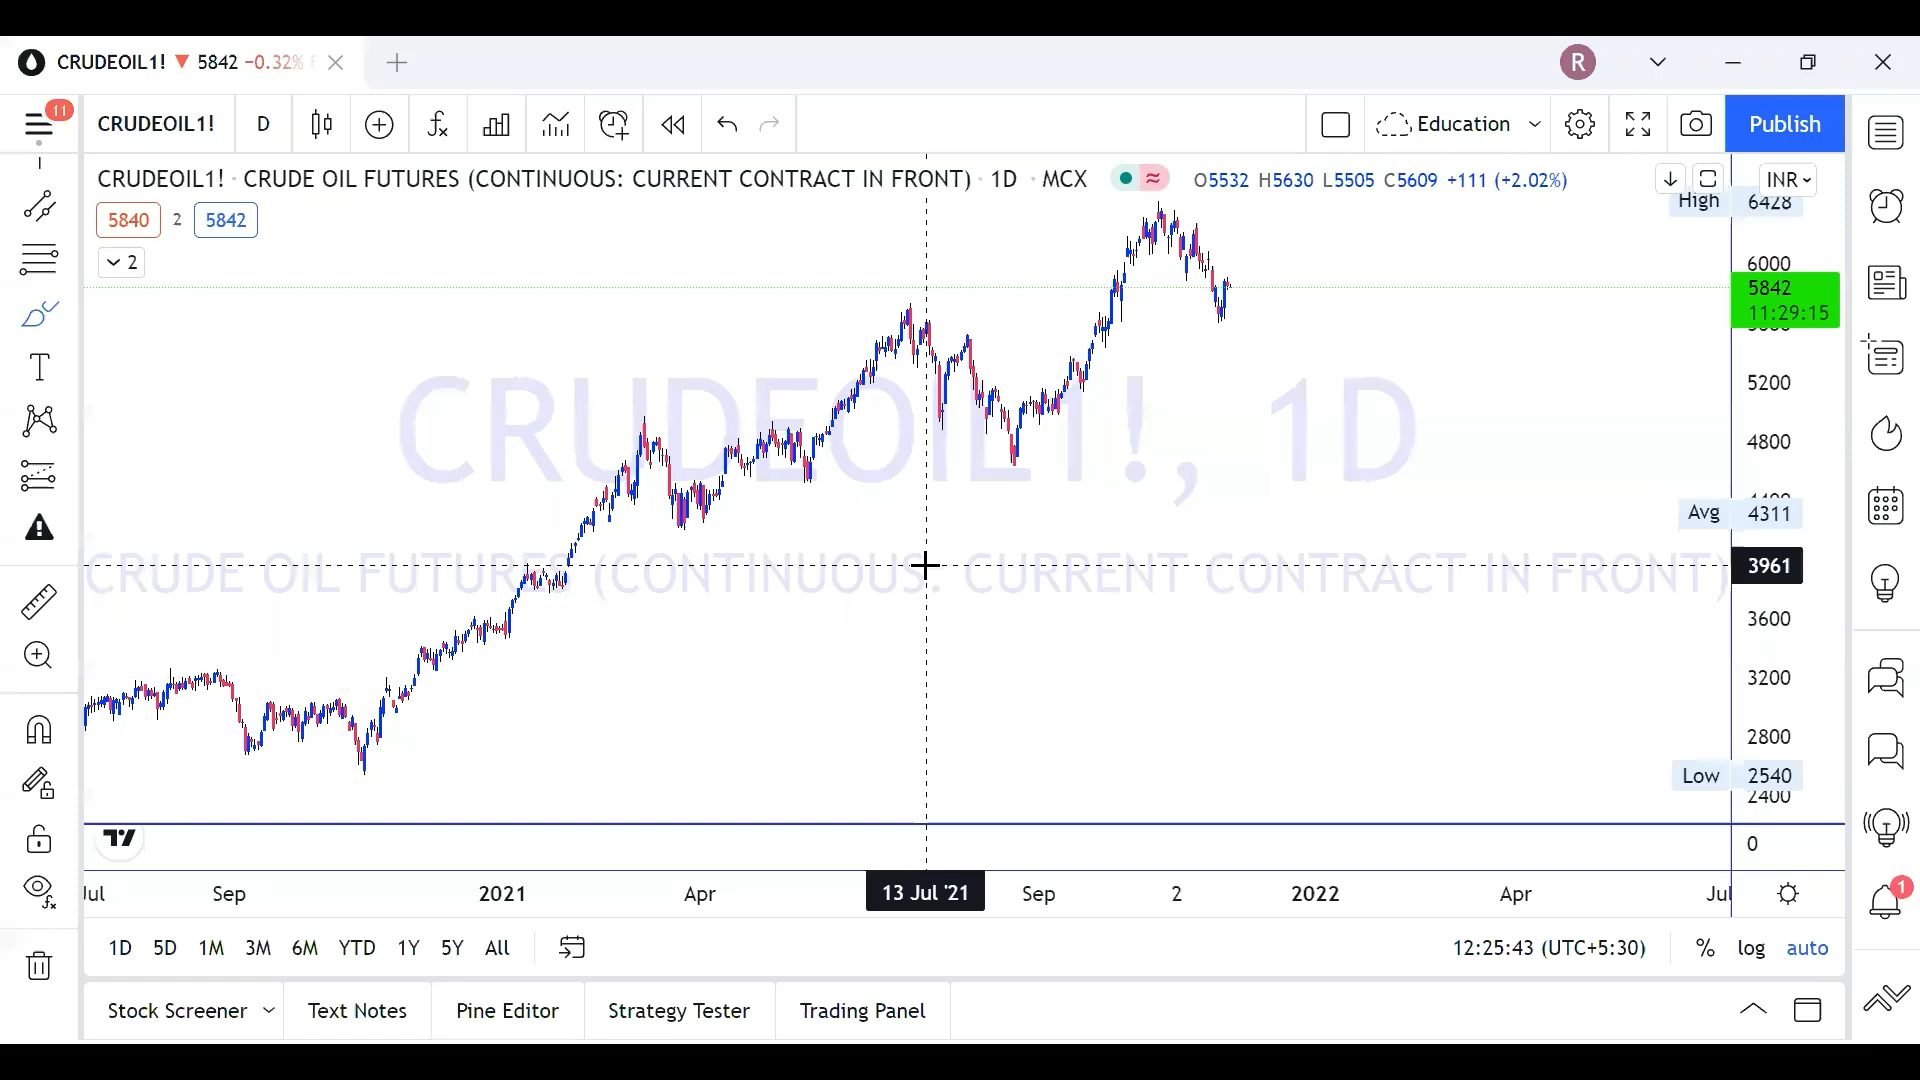 CRUDEOIL1! ▼ 5842 −0.32%
R
11
CRUDEOIL1! D
Education
Publish
CRUDEOIL1! · CRUDE OIL FUTURES (CONTINUOUS: CURRENT CONTRACT IN FRONT) · 1D · MCX O5532 H5630 L5505 C5609 +111 (+2.02%)
INR
High 6428
5840 2 5842
2
6000
5842
11:29:15
5200
4800
CRUDEOIL1!, 1D
Avg 4311
CRUDE OIL FUTURES (CONTINUOUS: CURRENT CONTRACT IN FRONT)
3961
3600
3200
2800
Low 2540
2400
0
Sep 2021 Apr 13 Jul '21 Sep 2 2022 Apr
1
1D 5D 1M 3M 6M YTD 1Y 5Y All
12:25:43 (UTC+5:30) % log auto
Stock Screener Text Notes Pine Editor Strategy Tester Trading Panel